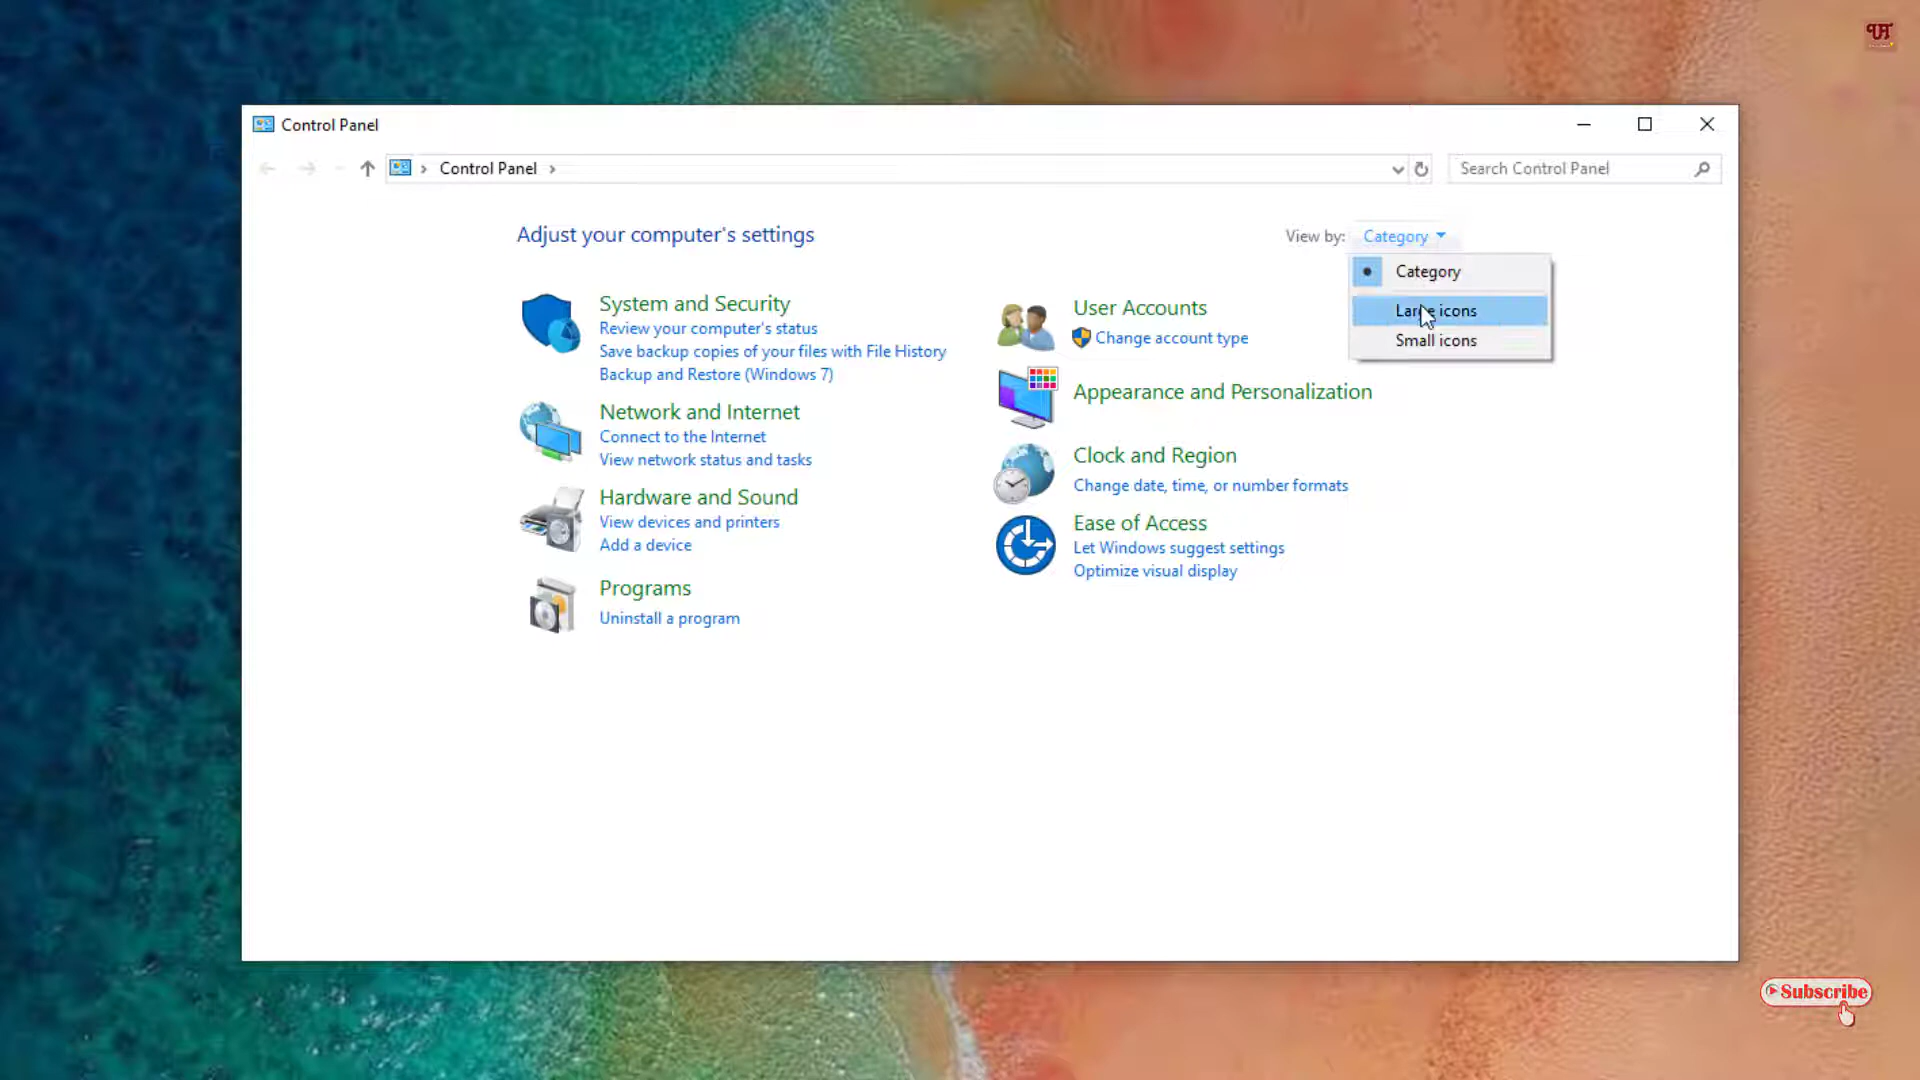 UT
Control Panel
Control Panel
Search Control Panel
Adjust your computer's settings
View by: Category
Category
Large icons
Small icons
System and Security
Review your computer's status
Save backup copies of your files with File History
Backup and Restore (Windows 7)
Network and Internet
Connect to the Internet
View network status and tasks
Hardware and Sound
View devices and printers
Add a device
Programs
Uninstall a program
User Accounts
Change account type
Appearance and Personalization
Clock and Region
Change date, time, or number formats
Ease of Access
Let Windows suggest settings
Optimize visual display
Subscribe